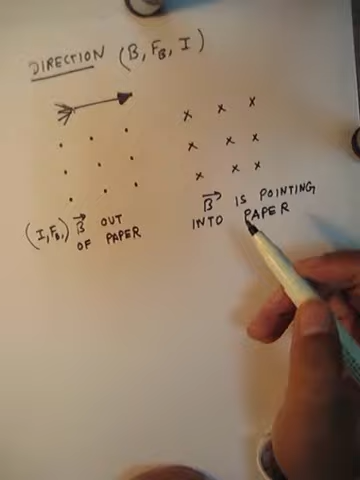 DIRECTION (B, F_B, I)
x x x
x x x
x x x
B⃗ IS POINTING
INTO PAPER
(I, F_B,) B⃗ OUT
OF PAPER